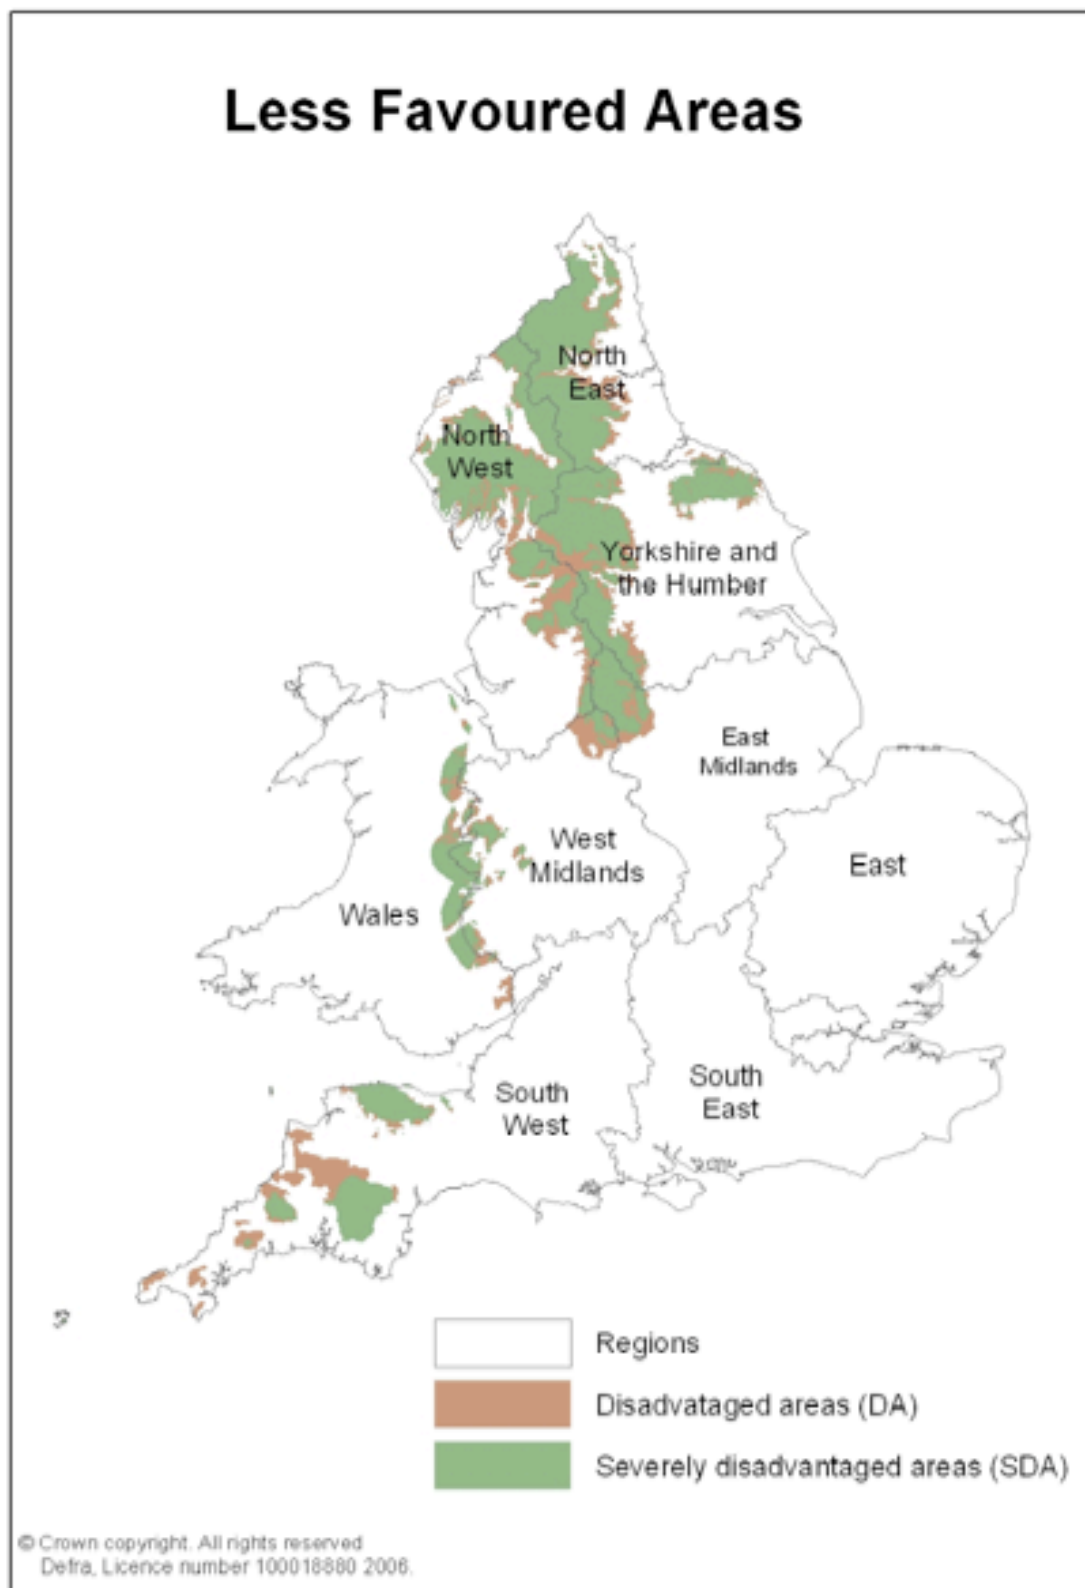 Less Favoured Areas
North
East
North
West
Yorkshire and
the Humber
East
Midlands
West
Midlands
East
Wales
South
West
South
East
Regions
Disadvataged areas (DA)
Severely disadvantaged areas (SDA)
© Crown copyright. All rights reserved
Defra, Licence number 100018880 2006.